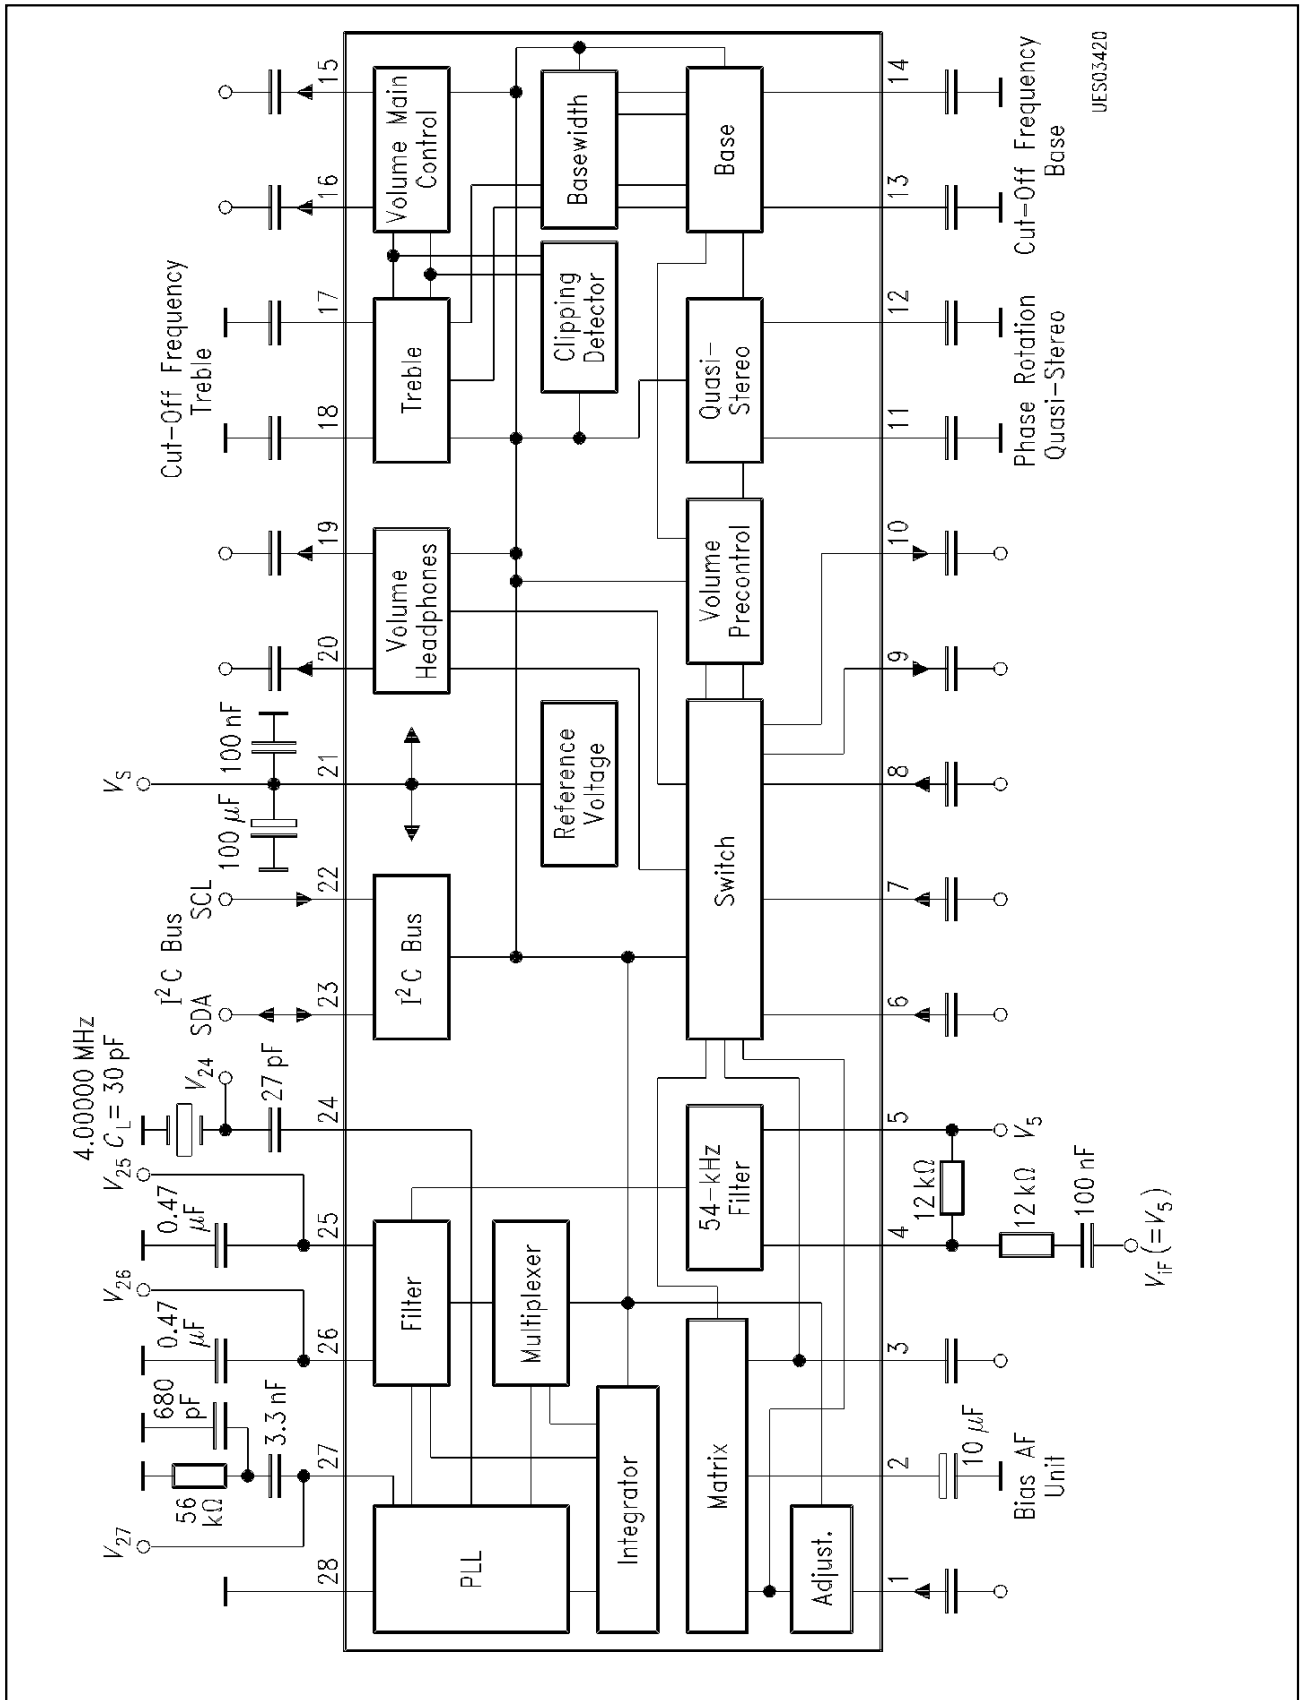 Cut-Off Frequency
Treble
I²C Bus
SDA
SCL
4.00000 MHz
C_L = 30 pF
V_27
V_26
V_25
V_24
V_S
56
kΩ
680
pF
3.3 nF
0.47
µF
0.47
µF
27 pF
100 µF
100 nF
28
27
26
25
24
23
22
21
20
19
18
17
16
15
PLL
Filter
I²C Bus
Volume
Headphones
Treble
Volume Main
Control
Multiplexer
Reference
Voltage
Clipping
Detector
Basewidth
Integrator
Matrix
54-kHz
Filter
Switch
Volume
Precontrol
Quasi-
Stereo
Base
Adjust.
1
2
3
4
5
6
7
8
9
10
11
12
13
14
10 µF
12 kΩ
12 kΩ
100 nF
V_5
V_iF (=V_5)
Bias AF
Unit
Phase Rotation
Quasi-Stereo
Cut-Off Frequency
Base
UES03420